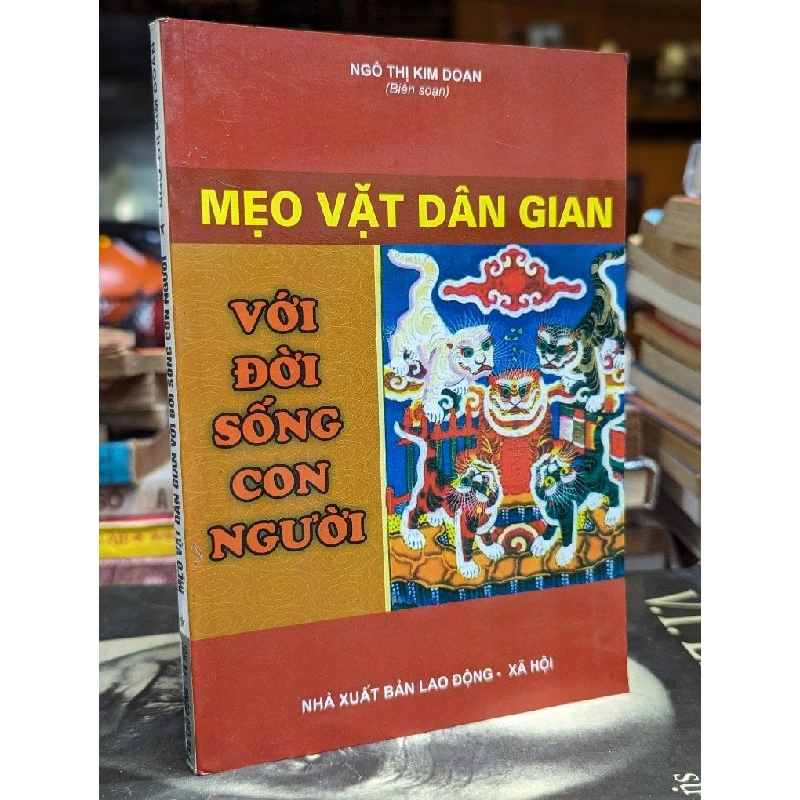 NGÔ THỊ KIM DOAN
(Biên soạn)
MẸO VẶT DÂN GIAN
VỚI
ĐỜI
SỐNG
CON
NGƯỜI
NHÀ XUẤT BẢN LAO ĐỘNG - XÃ HỘI
MẸO VẶT DÂN GIAN VỚI ĐỜI SỐNG CON NGƯỜI